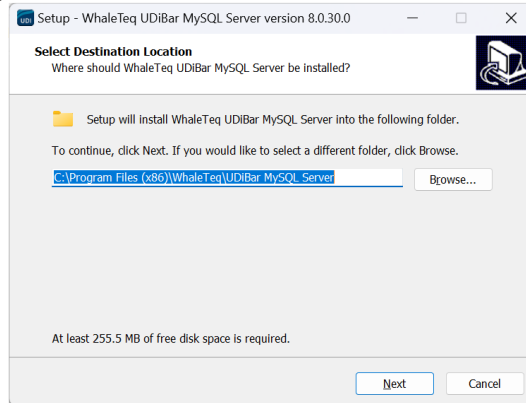 UDI Setup - WhaleTeq UDiBar MySQL Server version 8.0.30.0
Select Destination Location
Where should WhaleTeq UDiBar MySQL Server be installed?
Setup will install WhaleTeq UDiBar MySQL Server into the following folder.
To continue, click Next. If you would like to select a different folder, click Browse.
C:\Program Files (x86)\WhaleTeq\UDiBar MySQL Server
Browse...
At least 255.5 MB of free disk space is required.
Next Cancel